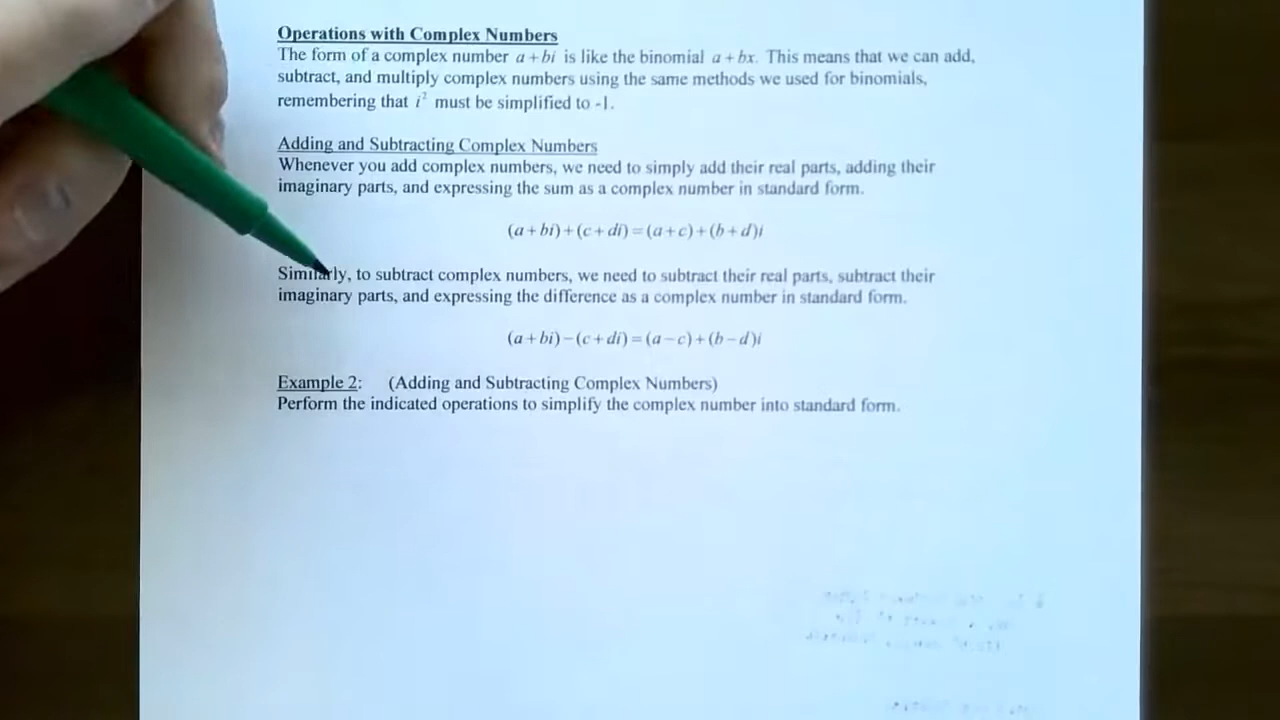 Operations with Complex Numbers
The form of a complex number a + bi is like the binomial a + bx. This means that we can add,
subtract, and multiply complex numbers using the same methods we used for binomials,
remembering that i² must be simplified to -1.
Adding and Subtracting Complex Numbers
Whenever you add complex numbers, we need to simply add their real parts, adding their
imaginary parts, and expressing the sum as a complex number in standard form.
(a + bi) + (c + di) = (a + c) + (b + d)i
Similarly, to subtract complex numbers, we need to subtract their real parts, subtract their
imaginary parts, and expressing the difference as a complex number in standard form.
(a + bi) − (c + di) = (a − c) + (b − d)i
Example 2: (Adding and Subtracting Complex Numbers)
Perform the indicated operations to simplify the complex number into standard form.